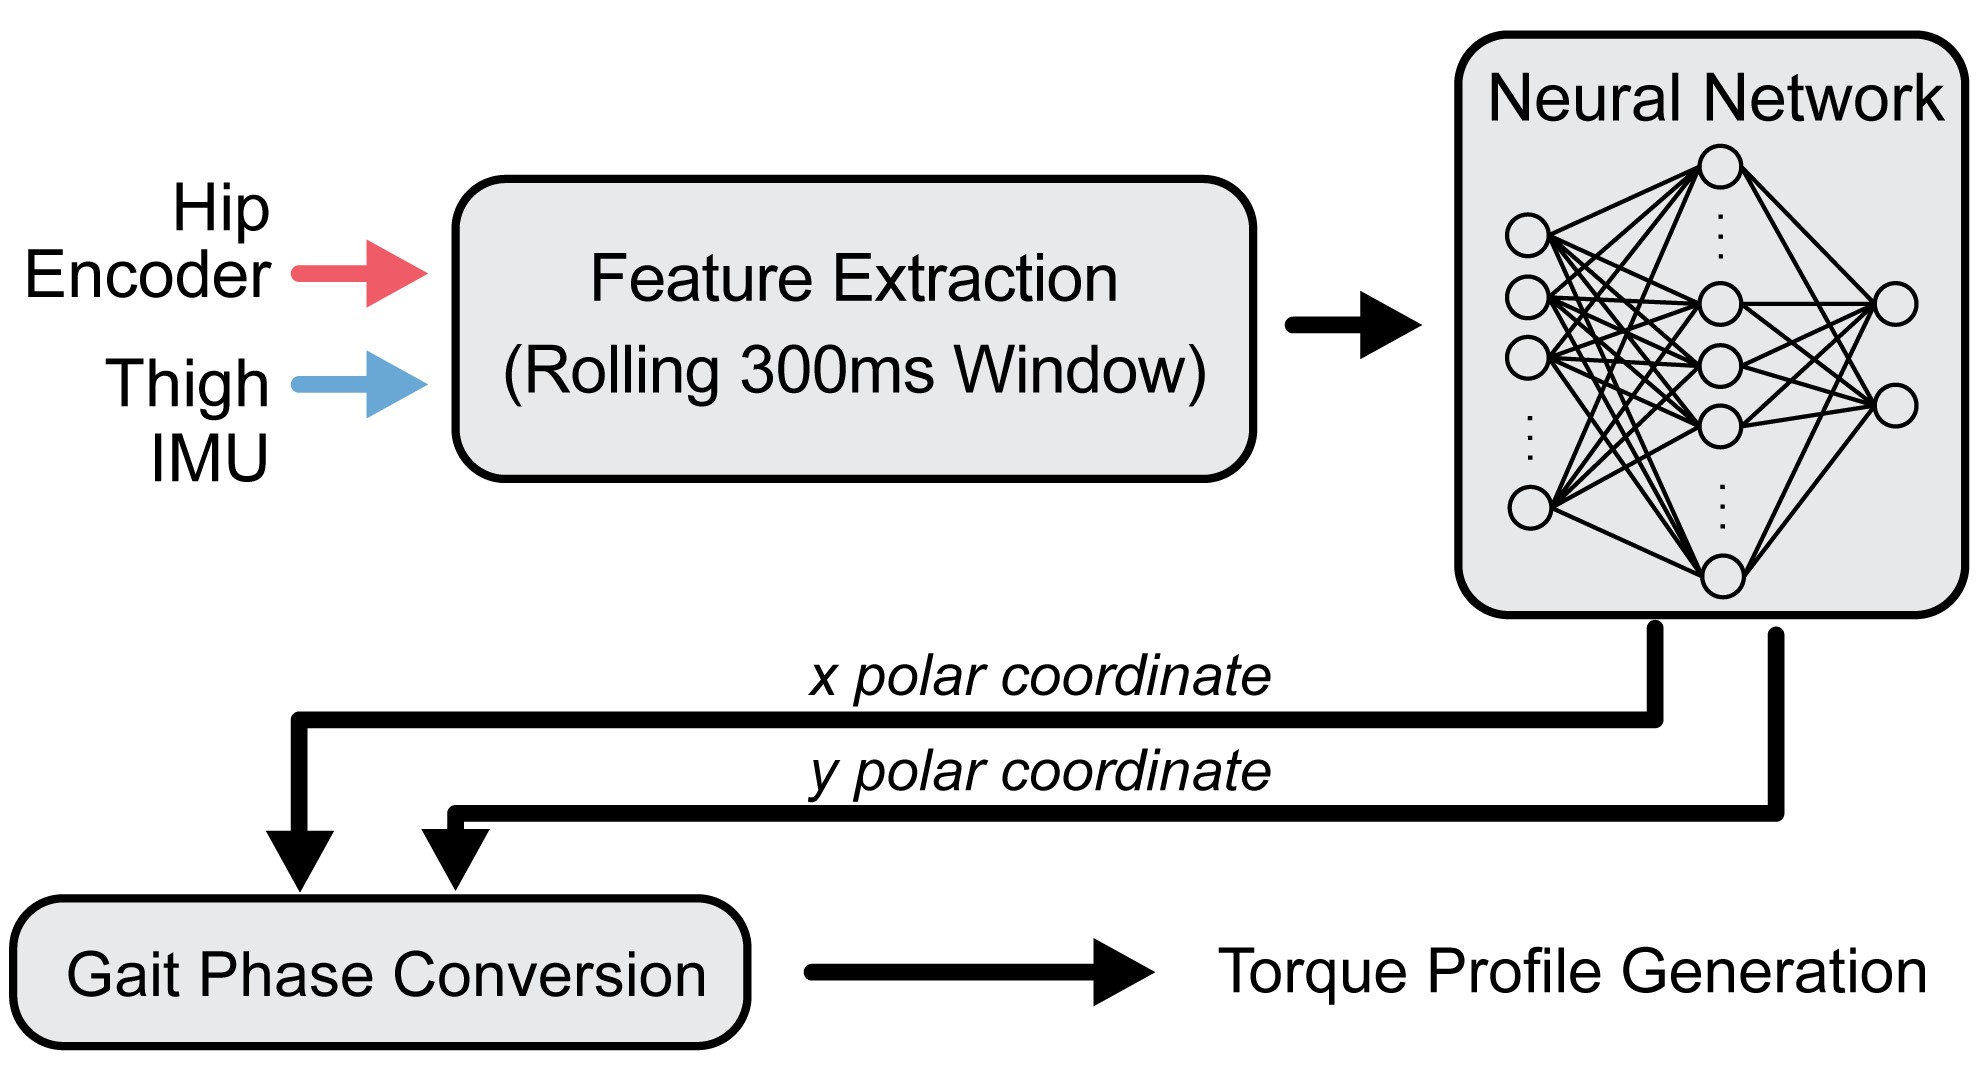 Hip
Encoder
Thigh
IMU
Feature Extraction
(Rolling 300ms Window)
Neural Network
x polar coordinate
y polar coordinate
Gait Phase Conversion
Torque Profile Generation